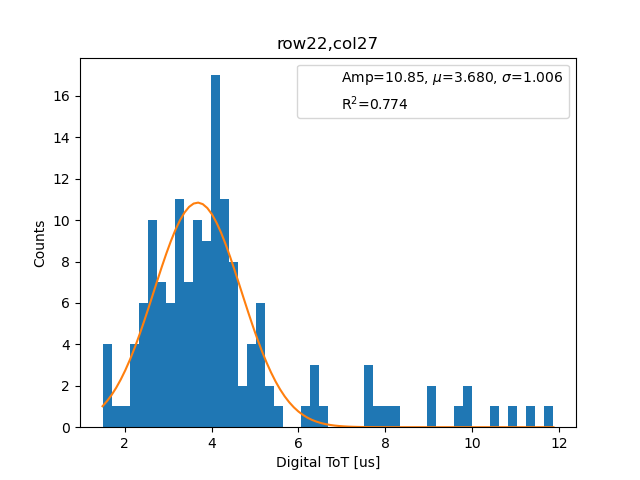 row22,col27
Amp=10.85, μ=3.680, σ=1.006
R²=0.774
16
14
12
10
8
6
4
2
0
Counts
2 4 6 8 10 12
Digital ToT [us]